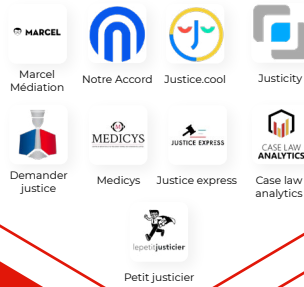 MARCEL
Marcel
Médiation
Notre Accord
Justice.cool
Justicity
MEDICYS
JUSTICE EXPRESS
CASE LAW
ANALYTICS
Demander
justice
Medicys
Justice express
Case law
analytics
lepetitjusticier
Petit justicier